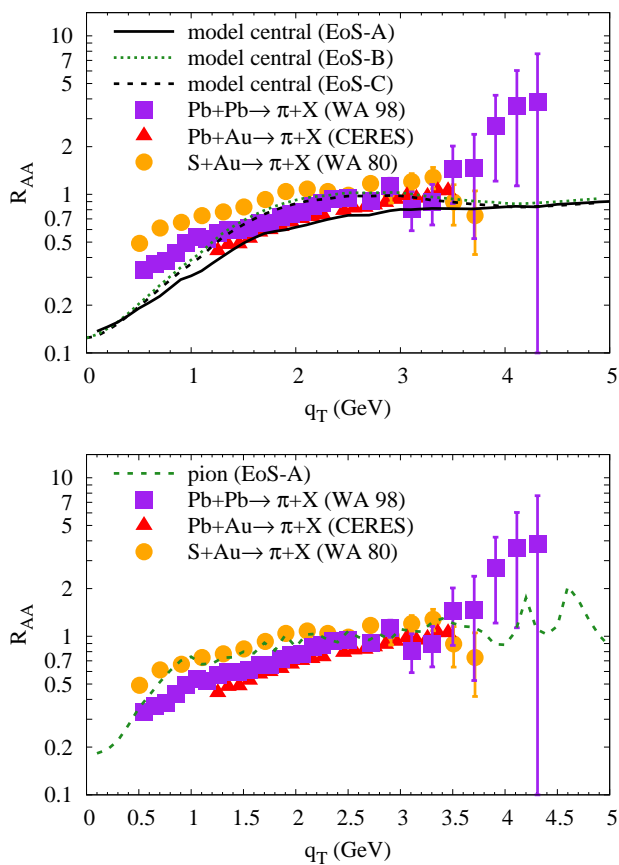 model central (EoS-A)
model central (EoS-B)
model central (EoS-C)
Pb+Pb→ π+X (WA 98)
Pb+Au→ π+X (CERES)
S+Au→ π+X (WA 80)
10
5
2
1
0.7
0.5
0.2
0.1
R_AA
0 1 2 3 4 5
q_T (GeV)
pion (EoS-A)
Pb+Pb→ π+X (WA 98)
Pb+Au→ π+X (CERES)
S+Au→ π+X (WA 80)
10
5
2
1
0.5
0.2
0.1
R_AA
0 0.5 1 1.5 2 2.5 3 3.5 4 4.5 5
q_T (GeV)